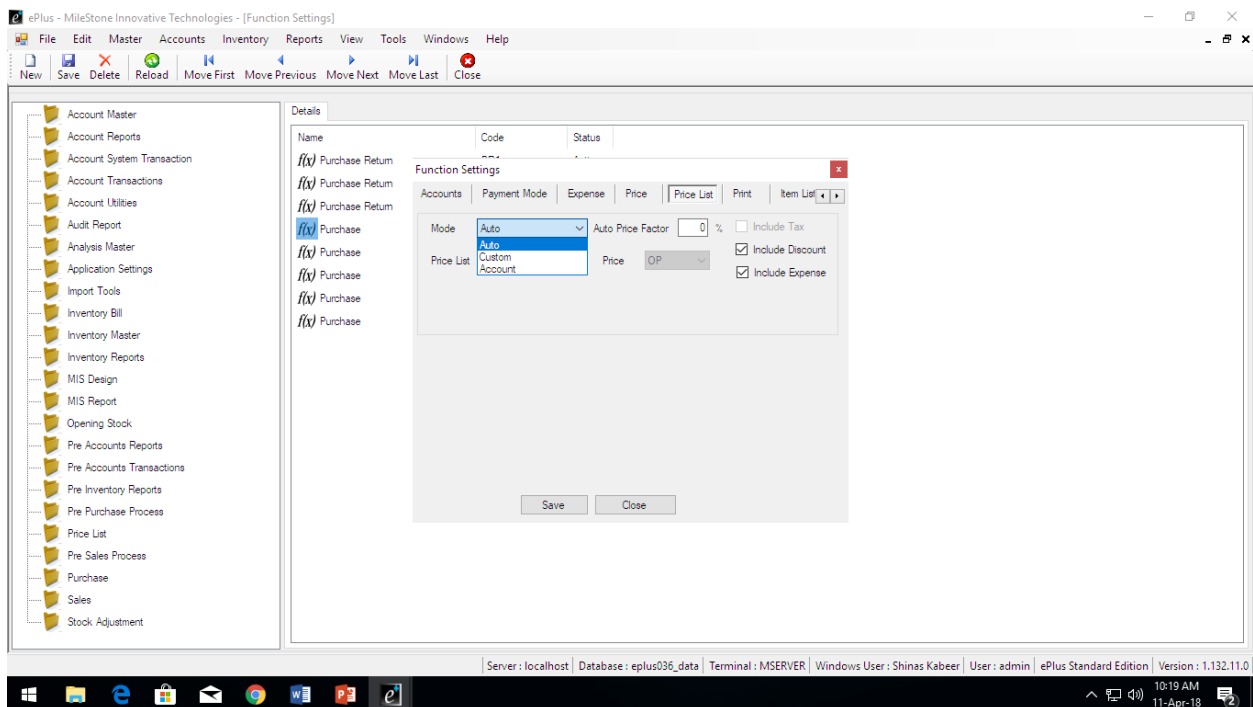 ePlus - MileStone Innovative Technologies - [Function Settings]
File Edit Master Accounts Inventory Reports View Tools Windows Help
New Save Delete Reload Move First Move Previous Move Next Move Last Close
Account Master
Account Reports
Account System Transaction
Account Transactions
Account Utilities
Audit Report
Analysis Master
Application Settings
Import Tools
Inventory Bill
Inventory Master
Inventory Reports
MIS Design
MIS Report
Opening Stock
Pre Accounts Reports
Pre Accounts Transactions
Pre Inventory Reports
Pre Purchase Process
Price List
Pre Sales Process
Purchase
Sales
Stock Adjustment
Details
Name Code Status
f(x) Purchase Return
f(x) Purchase Return
f(x) Purchase Return
f(x) Purchase
f(x) Purchase
f(x) Purchase
f(x) Purchase
f(x) Purchase
Function Settings x
Accounts Payment Mode Expense Price Price List Print Item List
Mode Auto Auto Price Factor 0 % Include Tax
Auto
Custom
Account
Price List Price OP
Include Discount
Include Expense
Save Close
Server : localhost Database : eplus036_data Terminal : MSERVER Windows User : Shinas Kabeer User : admin ePlus Standard Edition Version : 1.132.11.0
10:19 AM
11-Apr-18
2